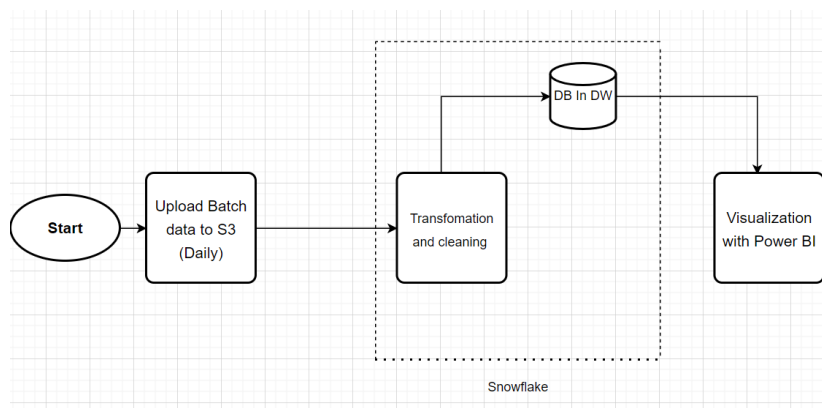 DB In DW
Start
Upload Batch
data to S3
(Daily)
Transfomation
and cleaning
Visualization
with Power BI
Snowflake